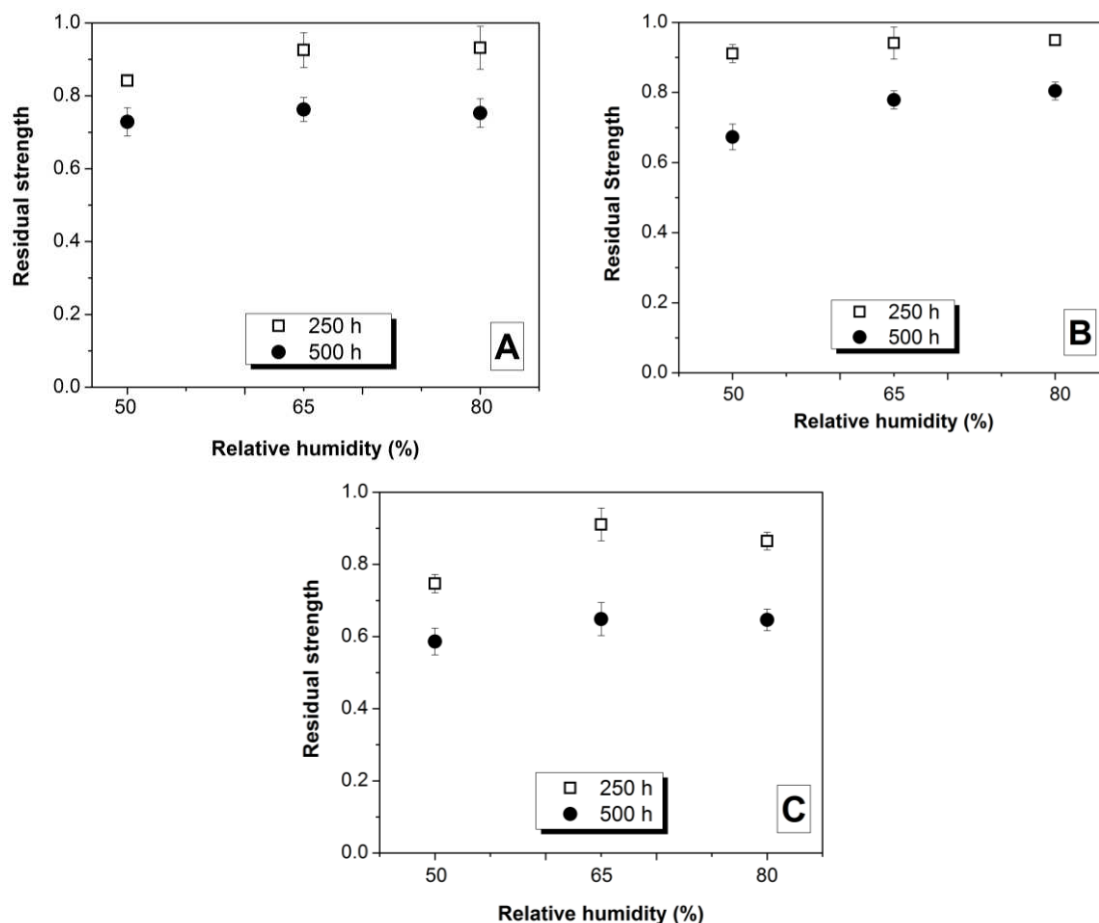 1.0
0.8
0.6
0.4
0.2
0.0
Residual strength
250 h
500 h
A
50 65 80
Relative humidity (%)
1.0
0.8
0.6
0.4
0.2
0.0
Residual Strength
250 h
500 h
B
50 65 80
Relative humidity (%)
1.0
0.8
0.6
0.4
0.2
0.0
Residual strength
250 h
500 h
C
50 65 80
Relative humidity (%)